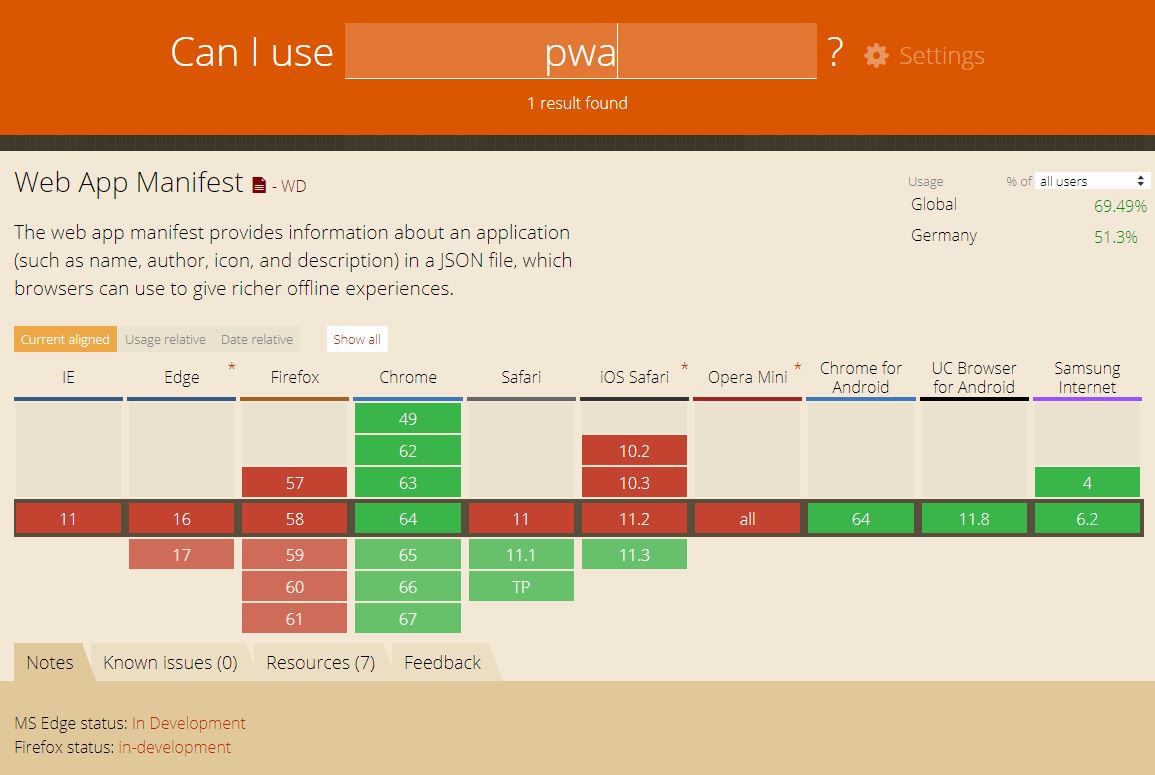 Can I use pwa ? Settings
1 result found
Web App Manifest - WD
Usage % of all users
Global 69.49%
Germany 51.3%
The web app manifest provides information about an application
(such as name, author, icon, and description) in a JSON file, which
browsers can use to give richer offline experiences.
Current aligned Usage relative Date relative Show all
IE Edge * Firefox Chrome Safari iOS Safari * Opera Mini * Chrome for Android UC Browser for Android Samsung Internet
49
62 10.2
57 63 10.3 4
11 16 58 64 11 11.2 all 64 11.8 6.2
17 59 65 11.1 11.3
60 66 TP
61 67
Notes Known issues (0) Resources (7) Feedback
MS Edge status: In Development
Firefox status: in-development